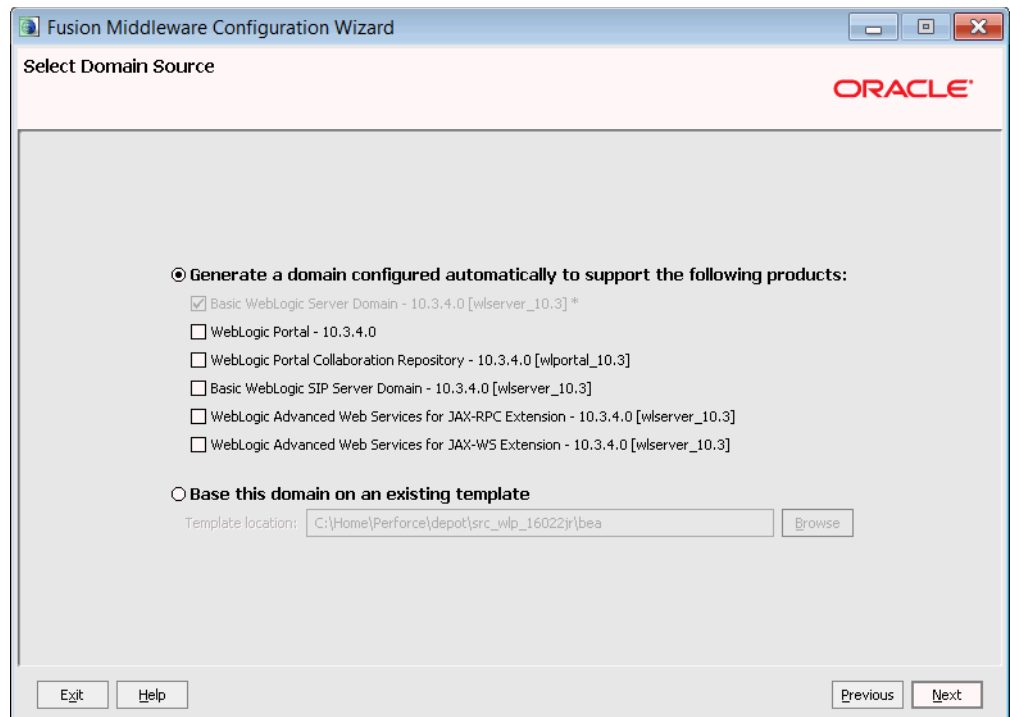 Fusion Middleware Configuration Wizard
Select Domain Source
ORACLE
Generate a domain configured automatically to support the following products:
Basic WebLogic Server Domain - 10.3.4.0 [wlserver_10.3] *
WebLogic Portal - 10.3.4.0
WebLogic Portal Collaboration Repository - 10.3.4.0 [wlportal_10.3]
Basic WebLogic SIP Server Domain - 10.3.4.0 [wlserver_10.3]
WebLogic Advanced Web Services for JAX-RPC Extension - 10.3.4.0 [wlserver_10.3]
WebLogic Advanced Web Services for JAX-WS Extension - 10.3.4.0 [wlserver_10.3]
Base this domain on an existing template
Template location: C:\Home\Perforce\depot\src_wlp_16022jr\bea Browse
Exit Help Previous Next